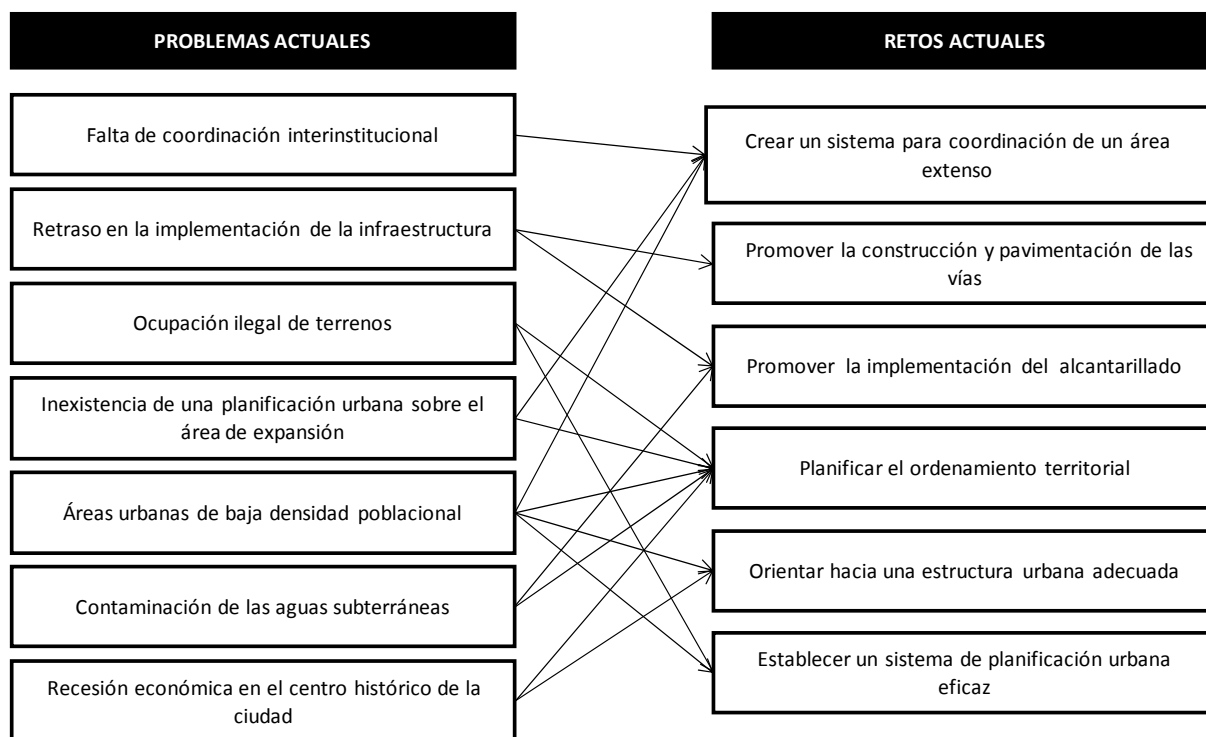 PROBLEMAS ACTUALES
Falta de coordinación interinstitucional
Retraso en la implementación de la infraestructura
Ocupación ilegal de terrenos
Inexistencia de una planificación urbana sobre el
área de expansión
Áreas urbanas de baja densidad poblacional
Contaminación de las aguas subterráneas
Recesión económica en el centro histórico de la
ciudad
RETOS ACTUALES
Crear un sistema para coordinación de un área
extenso
Promover la construcción y pavimentación de las
vías
Promover la implementación del alcantarillado
Planificar el ordenamiento territorial
Orientar hacia una estructura urbana adecuada
Establecer un sistema de planificación urbana
eficaz